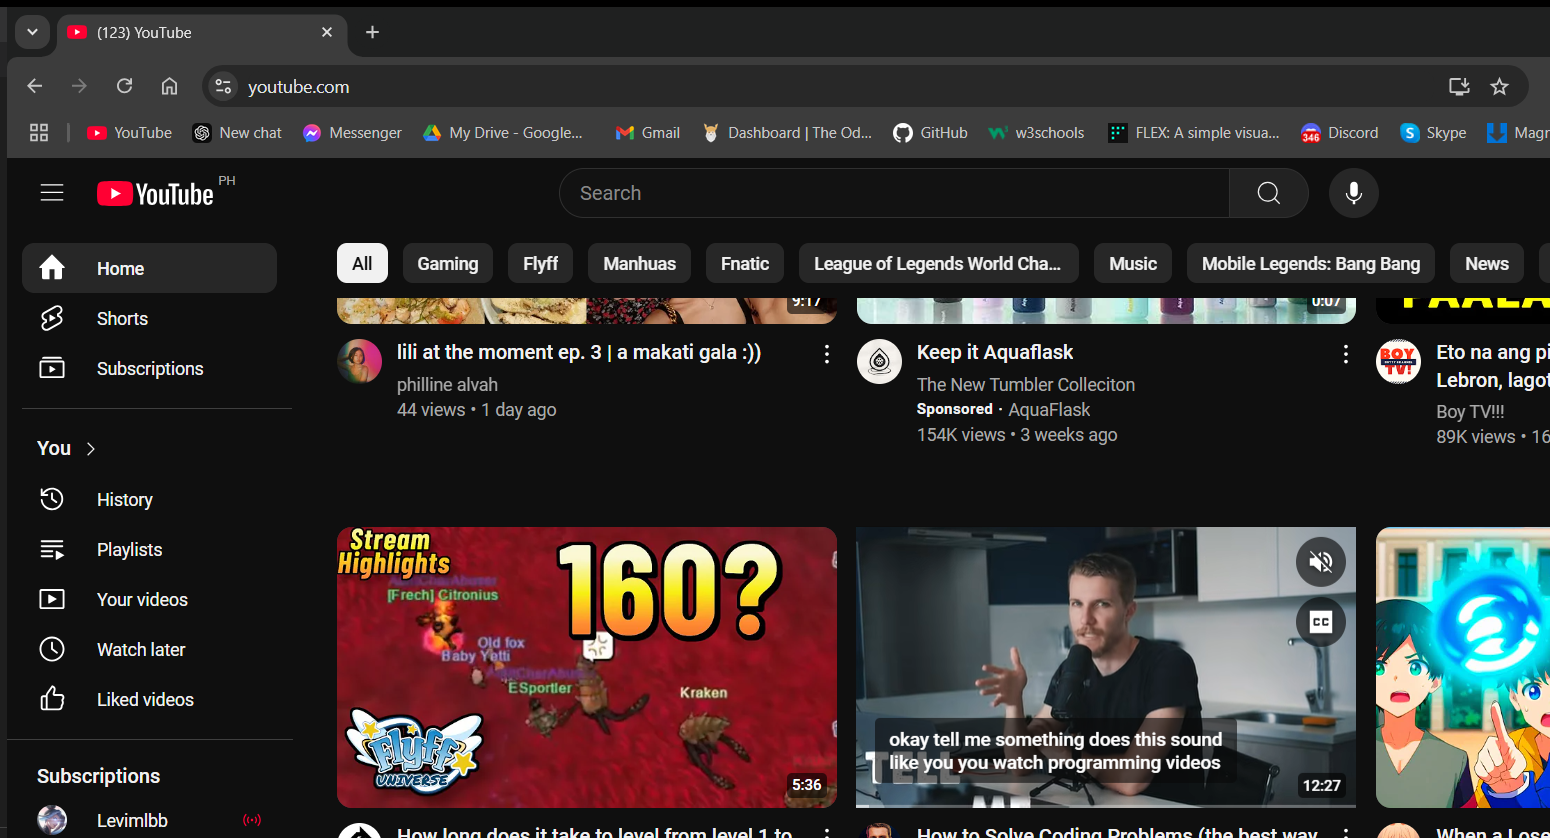 (123) YouTube
youtube.com
YouTube
New chat
Messenger
My Drive - Google...
Gmail
Dashboard | The Od...
GitHub
w3schools
FLEX: A simple visua...
346
Discord
Skype
Magn
YouTube PH
Search
Home
Shorts
Subscriptions
You
History
Playlists
Your videos
Watch later
Liked videos
Subscriptions
Levimlbb
All
Gaming
Flyff
Manhuas
Fnatic
League of Legends World Cha...
Music
Mobile Legends: Bang Bang
News
9:17
0:07
lili at the moment ep. 3 | a makati gala :))
philline alvah
44 views • 1 day ago
Keep it Aquaflask
The New Tumbler Colleciton
Sponsored · AquaFlask
154K views • 3 weeks ago
BOY
TV!
Eto na ang pi
Lebron, lagot
Boy TV!!!
89K views • 16
Stream
Highlights
160?
[Frech] Citronius
Old fox
Baby Yetti
ESportler
Kraken
Flyff
UNIVERSE
5:36
CC
okay tell me something does this sound
like you you watch programming videos
12:27
How long does it take to level from level 1 to
How to Solve Coding Problems (the best way
When a Lose